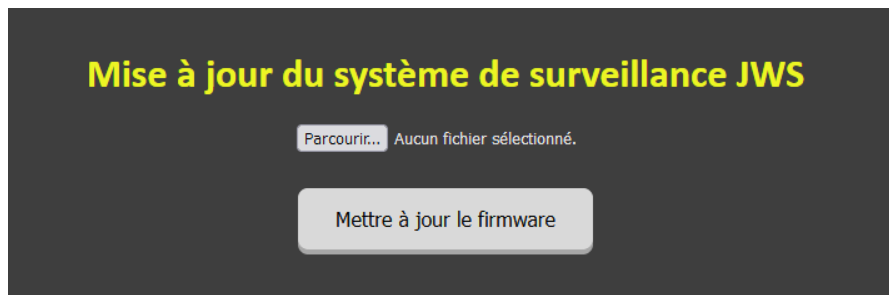 Mise à jour du système de surveillance JWS
Parcourir... Aucun fichier sélectionné.
Mettre à jour le firmware